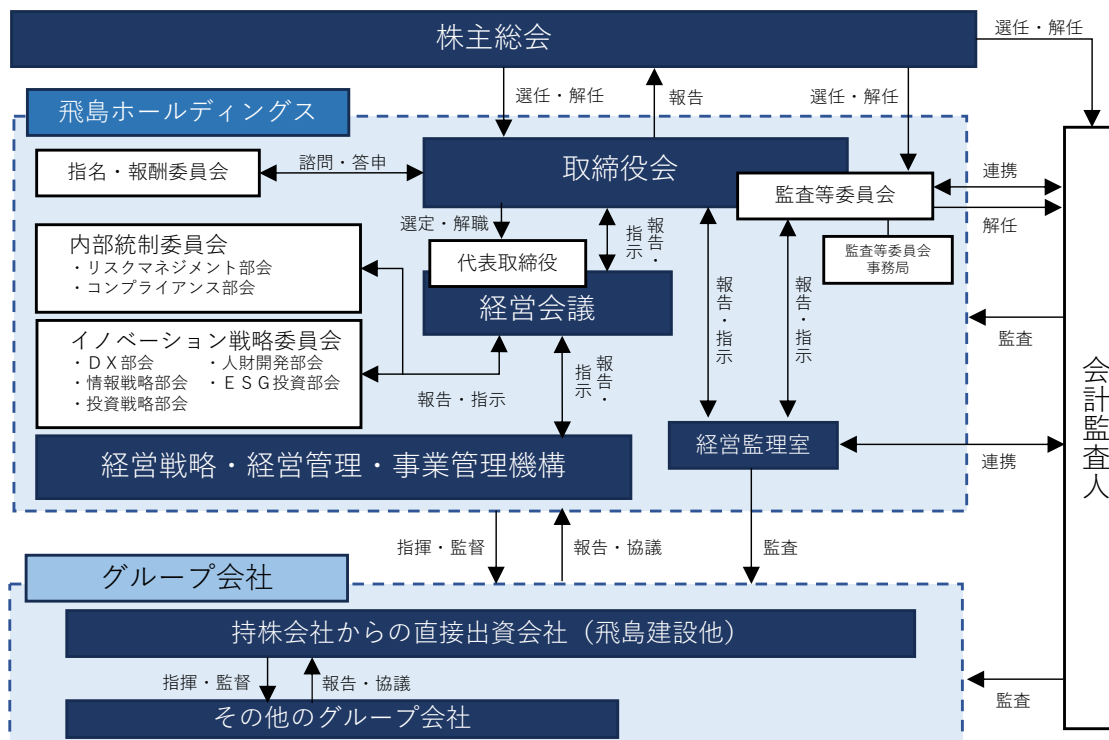 株主総会
選任・解任
選任・解任
報告
選任・解任
飛島ホールディングス
指名・報酬委員会
諮問・答申
取締役会
監査等委員会
連携
解任
監査等委員会
事務局
選定・解職
報告・
指示
内部統制委員会
・リスクマネジメント部会
・コンプライアンス部会
代表取締役
経営会議
報告・指示
報告・指示
監査
イノベーション戦略委員会
・ＤＸ部会 ・人財開発部会
・情報戦略部会 ・ＥＳＧ投資部会
・投資戦略部会
報告・指示
報告・
指示
会計監査人
経営戦略・経営管理・事業管理機構
経営監理室
連携
指揮・監督
報告・協議
監査
グループ会社
持株会社からの直接出資会社（飛島建設他）
指揮・監督
報告・協議
監査
その他のグループ会社